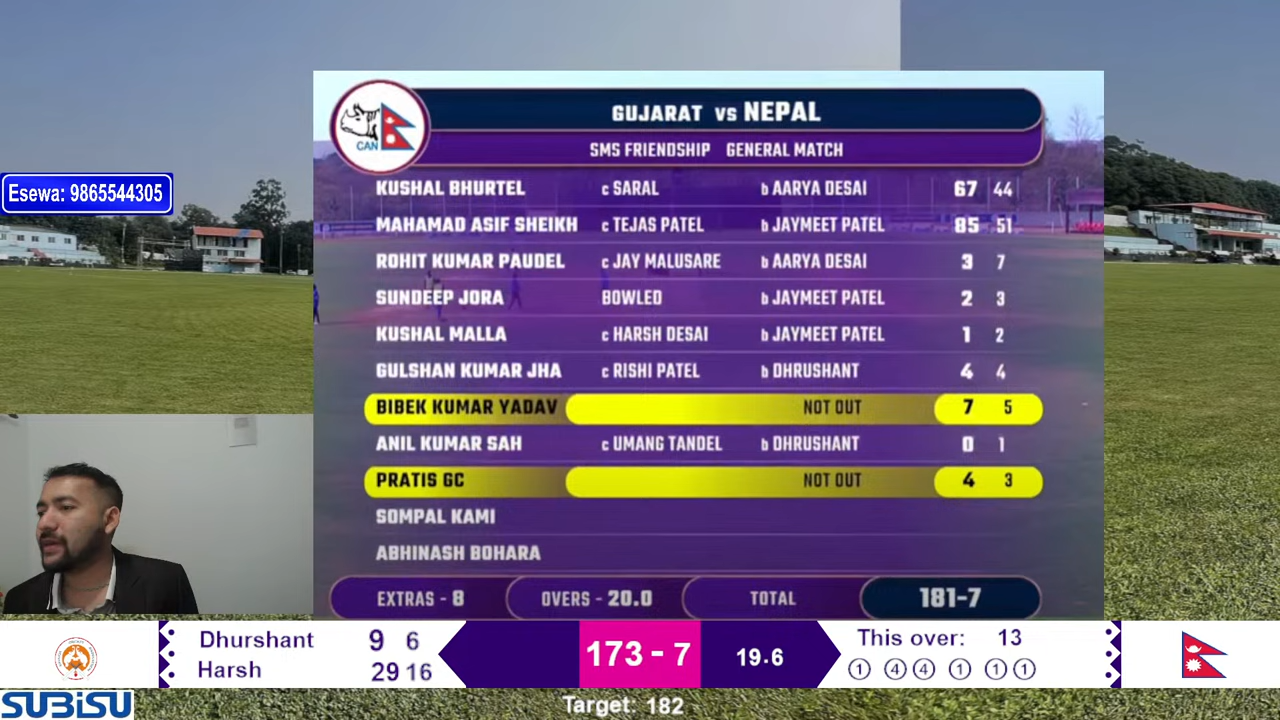 GUJARAT vs NEPAL
SMS FRIENDSHIP GENERAL MATCH
CAN
Esewa: 9865544305
KUSHAL BHURTEL c SARAL b AARYA DESAI 67 44
MAHAMAD ASIF SHEIKH c TEJAS PATEL b JAYMEET PATEL 85 51
ROHIT KUMAR PAUDEL c JAY MALUSARE b AARYA DESAI 3 7
SUNDEEP JORA BOWLED b JAYMEET PATEL 2 3
KUSHAL MALLA c HARSH DESAI b JAYMEET PATEL 1 2
GULSHAN KUMAR JHA c RISHI PATEL b DHRUSHANT 4 4
BIBEK KUMAR YADAV NOT OUT 7 5
ANIL KUMAR SAH c UMANG TANDEL b DHRUSHANT 0 1
PRATIS GC NOT OUT 4 3
SOMPAL KAMI
ABHINASH BOHARA
EXTRAS - 8 OVERS - 20.0 TOTAL 181-7
Dhurshant 9 6
Harsh 29 16
173 - 7 19.6
This over: 13
1 4 4 1 1 1
SUBISU
Target: 182